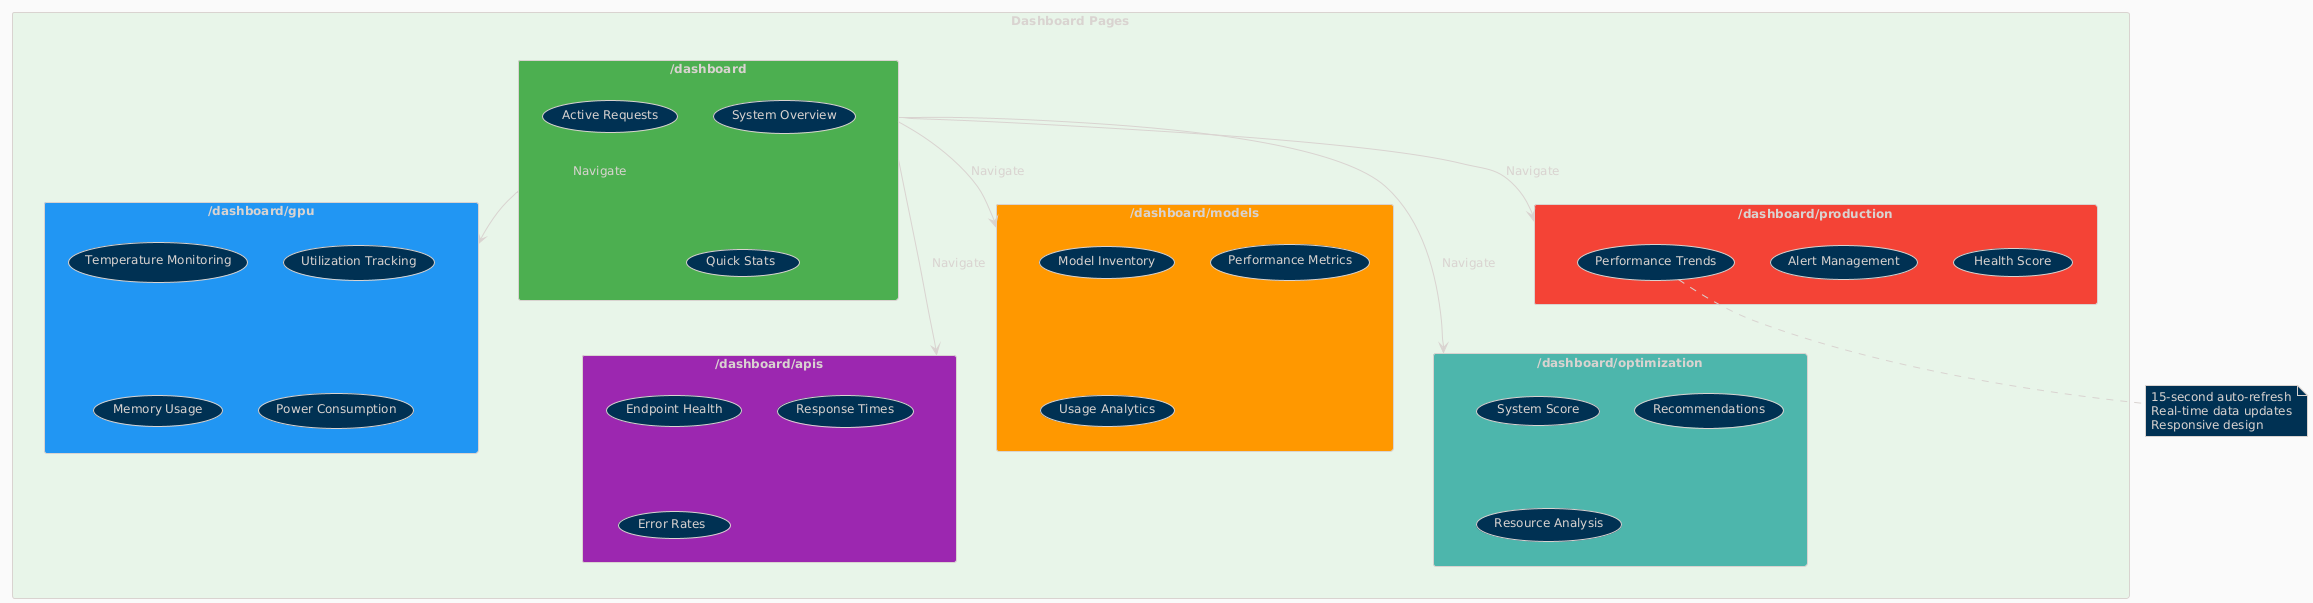 Dashboard Pages
/dashboard
Active Requests
System Overview
Navigate
Quick Stats
Navigate
Navigate
Navigate
Navigate
/dashboard/gpu
Temperature Monitoring
Utilization Tracking
Memory Usage
Power Consumption
/dashboard/apis
Endpoint Health
Response Times
Error Rates
/dashboard/models
Model Inventory
Performance Metrics
Usage Analytics
/dashboard/optimization
System Score
Recommendations
Resource Analysis
/dashboard/production
Performance Trends
Alert Management
Health Score
15-second auto-refresh
Real-time data updates
Responsive design